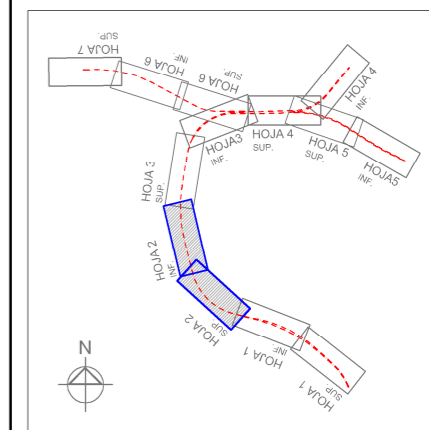 HOJA 7
SUP.
HOJA 6
INF.
HOJA 6
SUP.
HOJA3
INF.
HOJA 4
SUP.
HOJA 5
SUP.
HOJA 4
INF.
HOJA5
INF.
HOJA 3
SUP.
HOJA 2
INF.
HOJA 2
SUP
HOJA 1
INF.
HOJA 1
SUP.
N